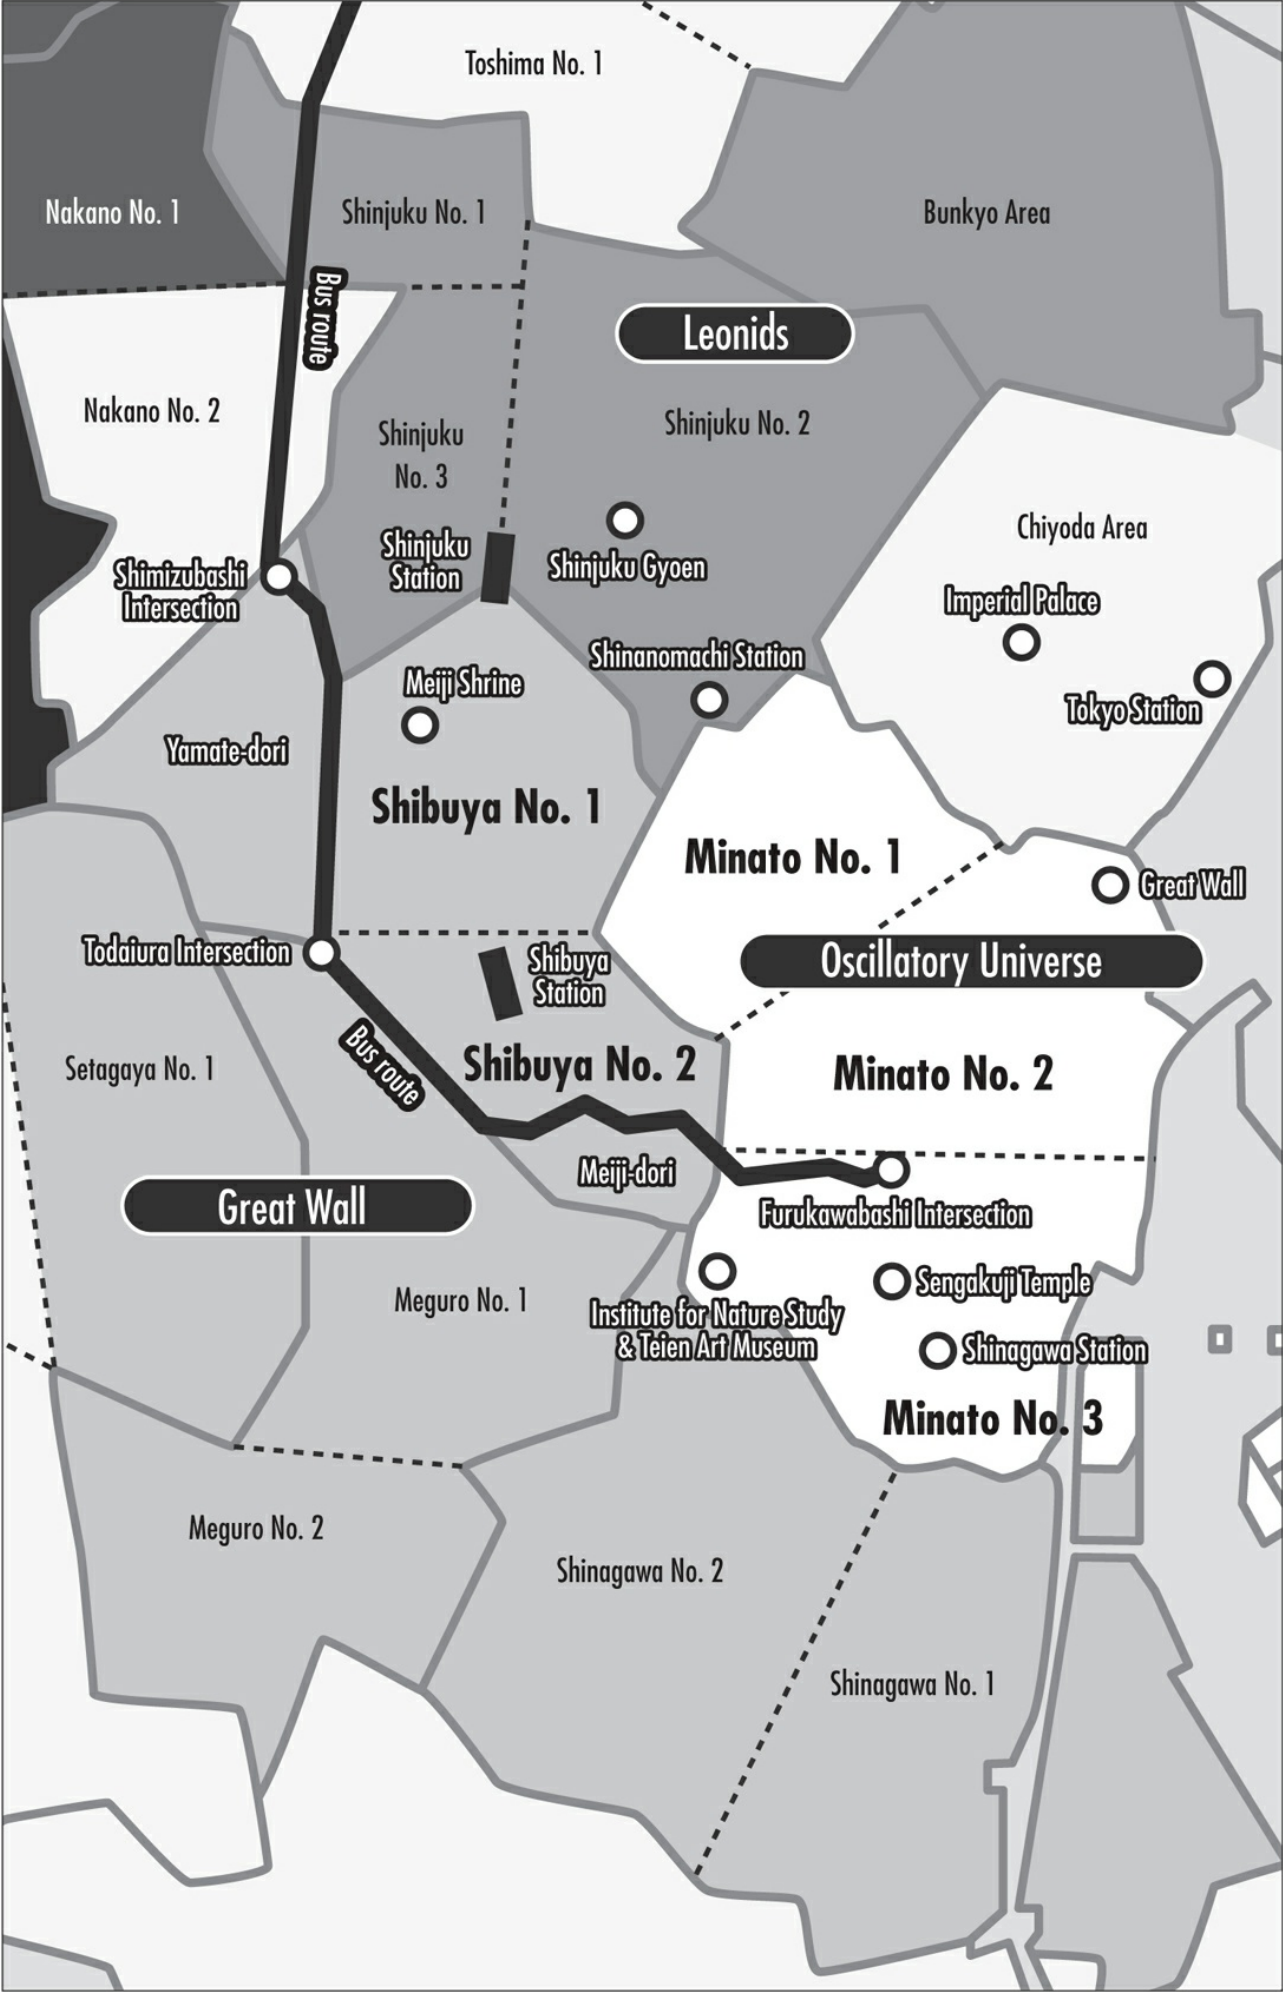 Toshima No. 1
Nakano No. 1
Shinjuku No. 1
Bunkyo Area
Bus route
Leonids
Nakano No. 2
Shinjuku
No. 3
Shinjuku No. 2
Chiyoda Area
Shinjuku
Station
Shinjuku Gyoen
Shimizubashi
Intersection
Imperial Palace
Shinanomachi Station
Meiji Shrine
Tokyo Station
Yamate-dori
Shibuya No. 1
Minato No. 1
Great Wall
Todaiura Intersection
Shibuya
Station
Oscillatory Universe
Setagaya No. 1
Bus route
Shibuya No. 2
Minato No. 2
Meiji-dori
Great Wall
Furukawabashi Intersection
Meguro No. 1
Sengakuji Temple
Institute for Nature Study
& Teien Art Museum
Shinagawa Station
Minato No. 3
Meguro No. 2
Shinagawa No. 2
Shinagawa No. 1